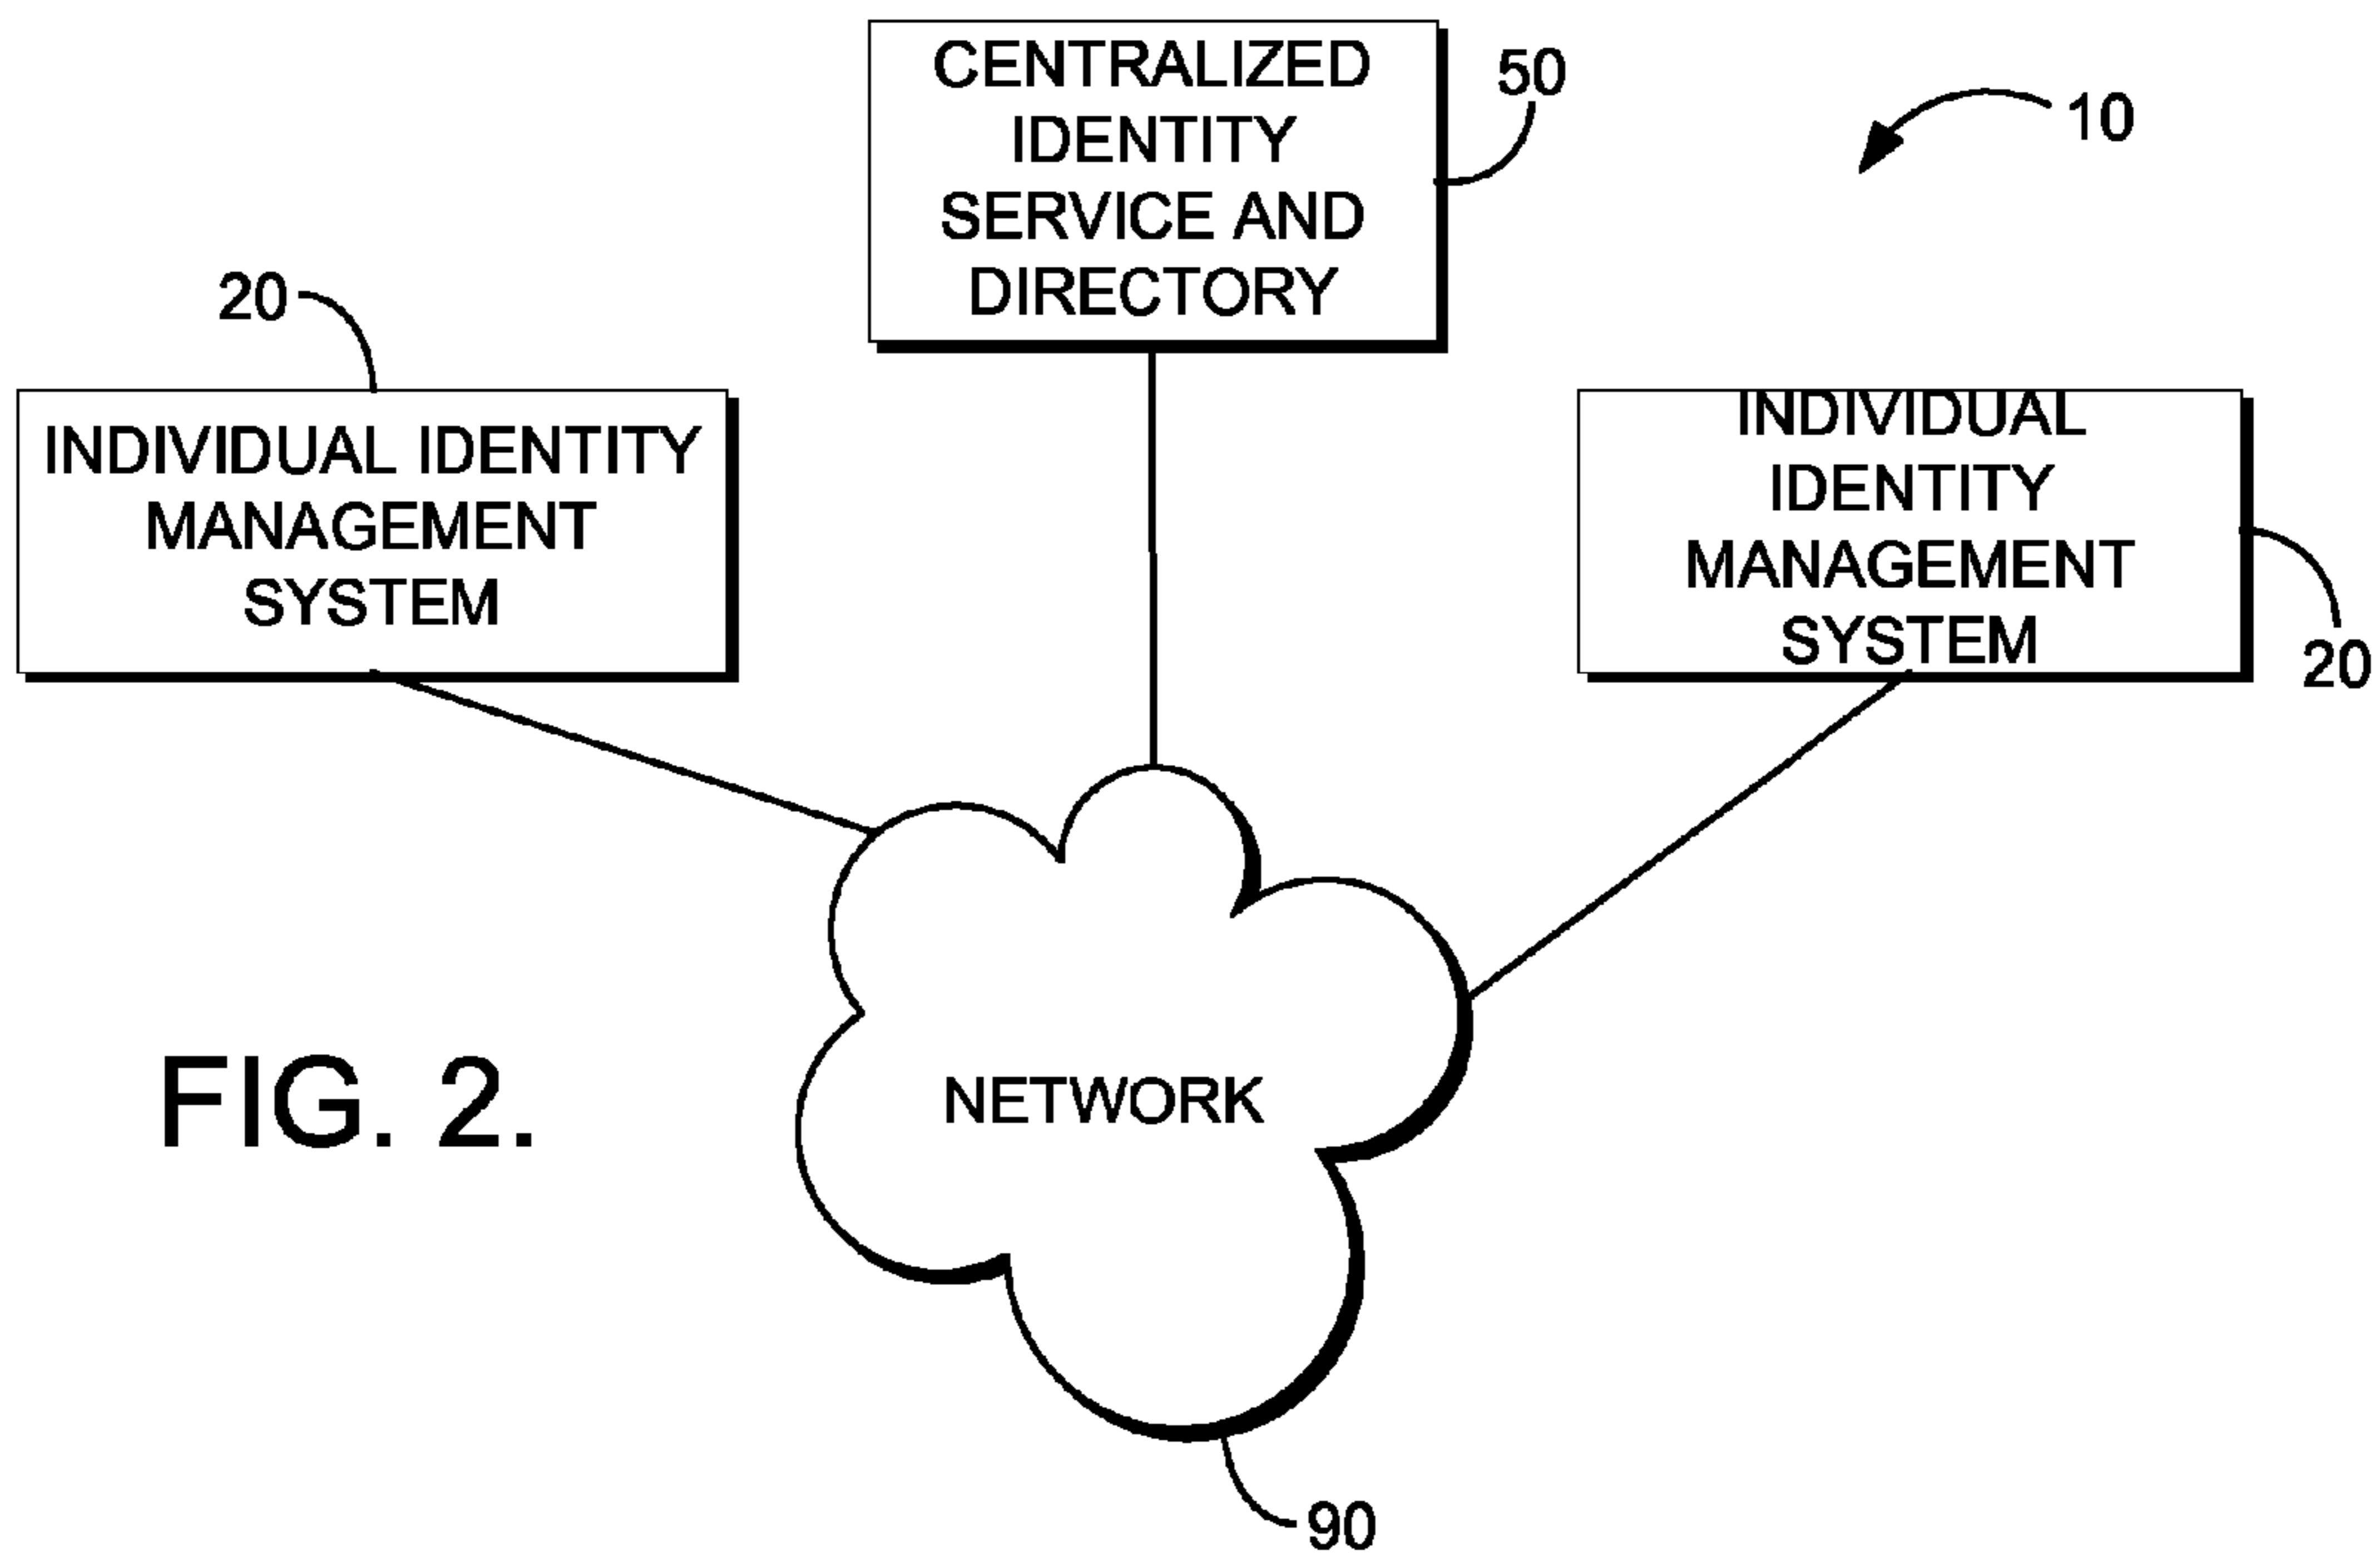 CENTRALIZED
IDENTITY
SERVICE AND
DIRECTORY
50
10
20
INDIVIDUAL IDENTITY
MANAGEMENT
SYSTEM
INDIVIDUAL
IDENTITY
MANAGEMENT
SYSTEM
20
NETWORK
FIG. 2.
90